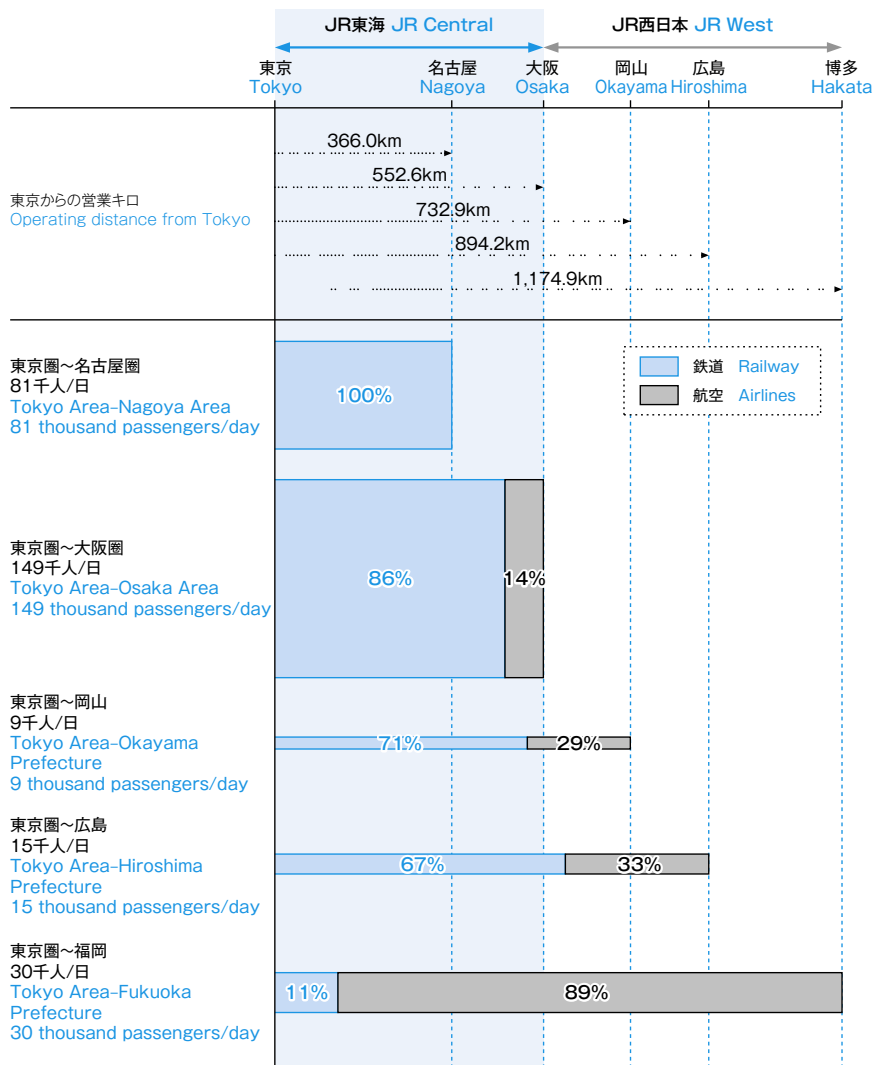 JR東海 JR Central
JR西日本 JR West
東京
Tokyo
名古屋
Nagoya
大阪
Osaka
岡山
Okayama
広島
Hiroshima
博多
Hakata
東京からの営業キロ
Operating distance from Tokyo
366.0km
552.6km
732.9km
894.2km
1,174.9km
鉄道 Railway
航空 Airlines
東京圏～名古屋圏
81千人/日
Tokyo Area–Nagoya Area
81 thousand passengers/day
100%
東京圏～大阪圏
149千人/日
Tokyo Area–Osaka Area
149 thousand passengers/day
86%
14%
東京圏～岡山
9千人/日
Tokyo Area–Okayama
Prefecture
9 thousand passengers/day
71%
29%
東京圏～広島
15千人/日
Tokyo Area–Hiroshima
Prefecture
15 thousand passengers/day
67%
33%
東京圏～福岡
30千人/日
Tokyo Area–Fukuoka
Prefecture
30 thousand passengers/day
11%
89%